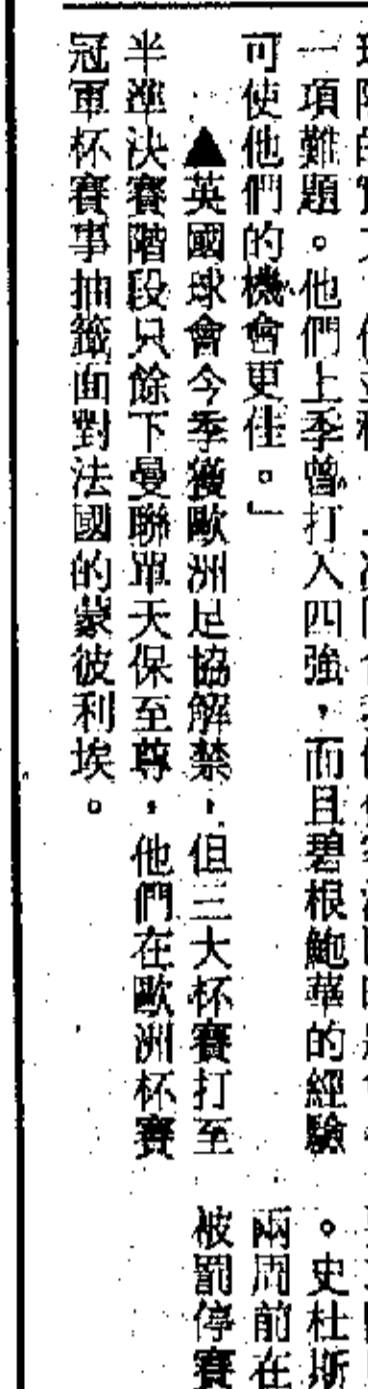 一項難題。他們上季曾打入四強，而且碧根鮑華的經驗
可使他們的機會更佳。」
▲英國球會今季獲歐洲足協解禁，但三大杯賽打至
半準決賽階段只餘下曼聯單天保至尊，他們在歐洲杯賽
冠軍杯賽事抽籤面對法國的蒙彼利埃。
。史杜斯
兩周前在
被罰停賽